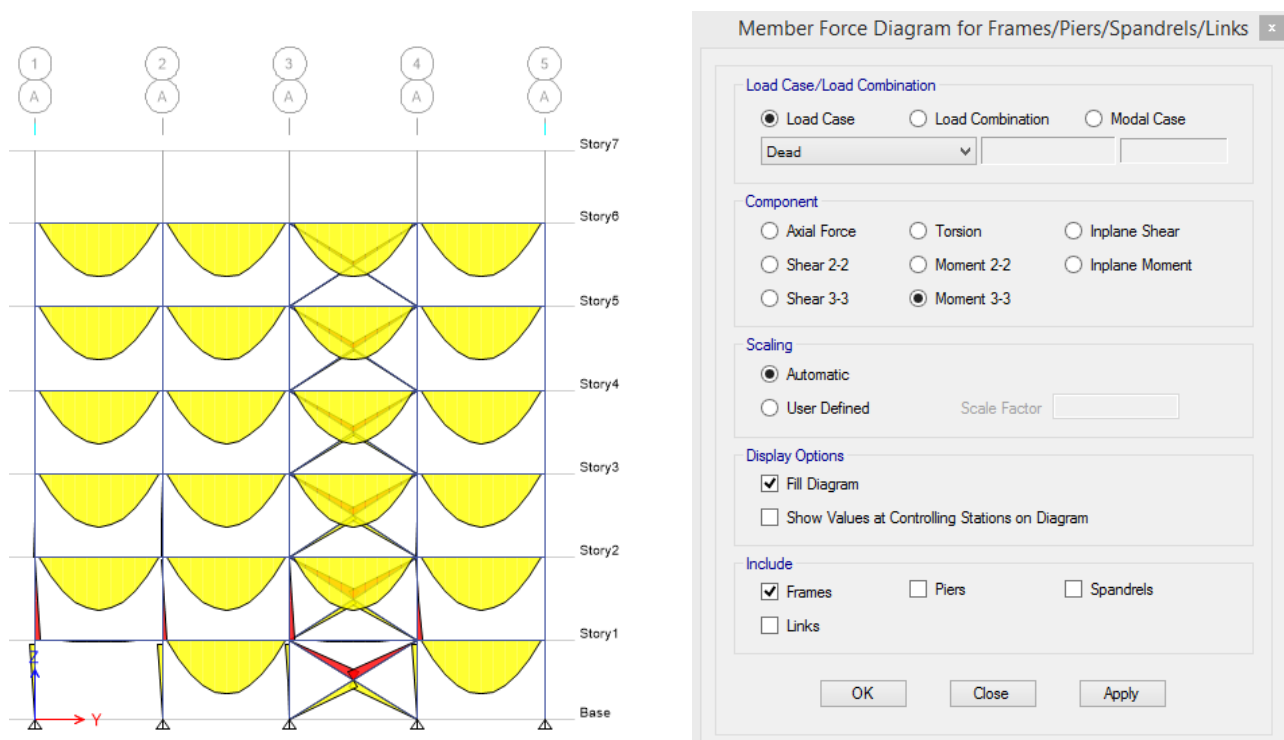 1 2 3 4 5
A A A A A
Story7
Story6
Story5
Story4
Story3
Story2
Story1
Z
Y
Base
Member Force Diagram for Frames/Piers/Spandrels/Links x
Load Case/Load Combination
Load Case Load Combination Modal Case
Dead
Component
Axial Force Torsion Inplane Shear
Shear 2-2 Moment 2-2 Inplane Moment
Shear 3-3 Moment 3-3
Scaling
Automatic
User Defined Scale Factor
Display Options
Fill Diagram
Show Values at Controlling Stations on Diagram
Include
Frames Piers Spandrels
Links
OK Close Apply